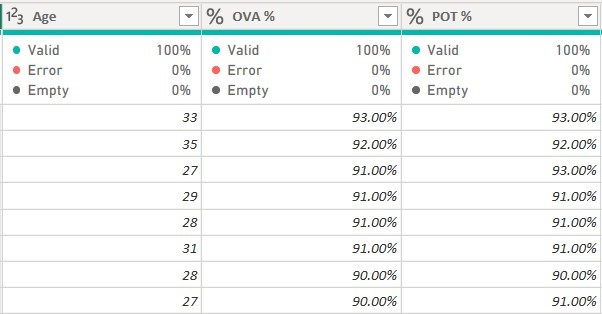 1²3 Age % OVA % % POT %
Valid 100% Valid 100% Valid 100%
Error 0% Error 0% Error 0%
Empty 0% Empty 0% Empty 0%
33 93.00% 93.00%
35 92.00% 92.00%
27 91.00% 93.00%
29 91.00% 91.00%
28 91.00% 91.00%
31 91.00% 91.00%
28 90.00% 90.00%
27 90.00% 91.00%